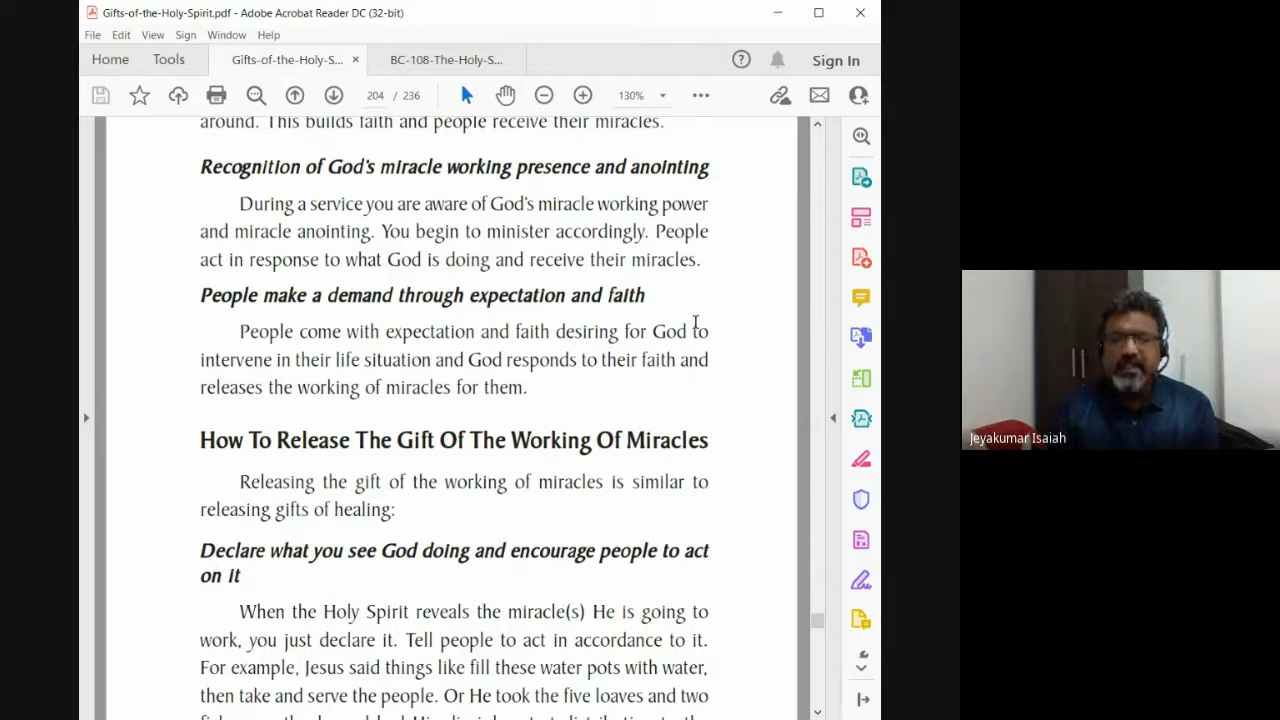 Gifts-of-the-Holy-Spirit.pdf - Adobe Acrobat Reader DC (32-bit)
File Edit View Sign Window Help
Home Tools Gifts-of-the-Holy-S... BC-108-The-Holy-S... Sign In
204 / 236 130%
around. This builds faith and people receive their miracles.
Recognition of God's miracle working presence and anointing
During a service you are aware of God's miracle working power
and miracle anointing. You begin to minister accordingly. People
act in response to what God is doing and receive their miracles.
People make a demand through expectation and faith
People come with expectation and faith desiring for God to
intervene in their life situation and God responds to their faith and
releases the working of miracles for them.
How To Release The Gift Of The Working Of Miracles
Releasing the gift of the working of miracles is similar to
releasing gifts of healing:
Declare what you see God doing and encourage people to act
on it
When the Holy Spirit reveals the miracle(s) He is going to
work, you just declare it. Tell people to act in accordance to it.
For example, Jesus said things like fill these water pots with water,
then take and serve the people. Or He took the five loaves and two
Jeyakumar Isaiah